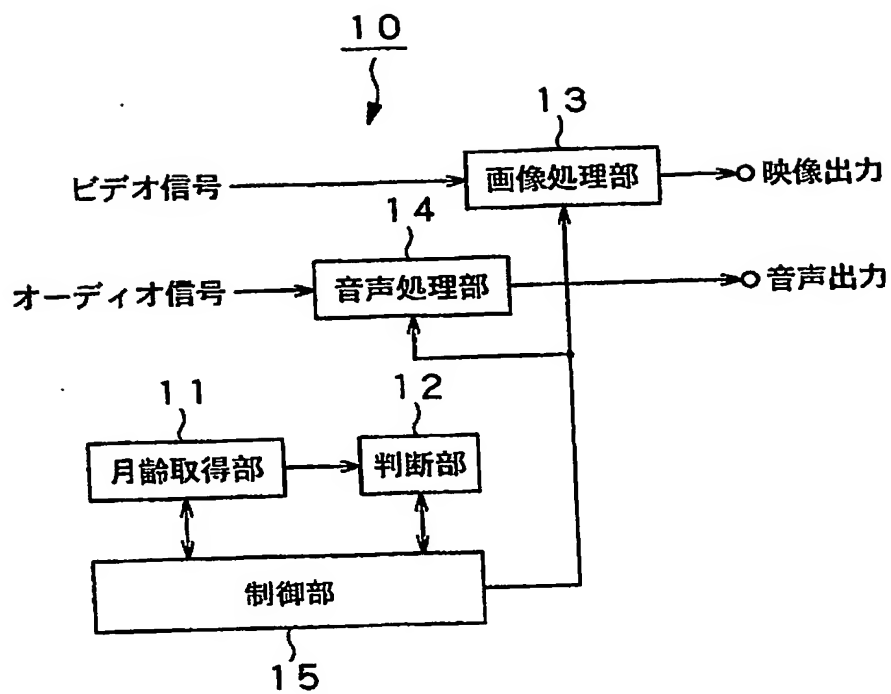 10
13
ビデオ信号
画像処理部
映像出力
14
オーディオ信号
音声処理部
音声出力
11
12
月齢取得部
判断部
制御部
15